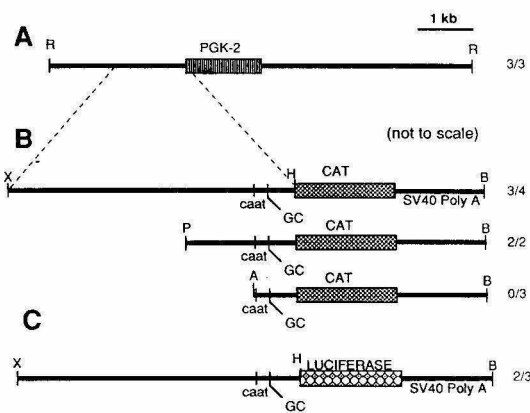 1 kb
A
R
PGK-2
R
3/3
B
(not to scale)
X
H
CAT
B
3/4
caat
GC
SV40 Poly A
P
CAT
B
2/2
caat
GC
A
CAT
B
0/3
caat
GC
C
X
H
LUCIFERASE
B
2/3
caat
GC
SV40 Poly A